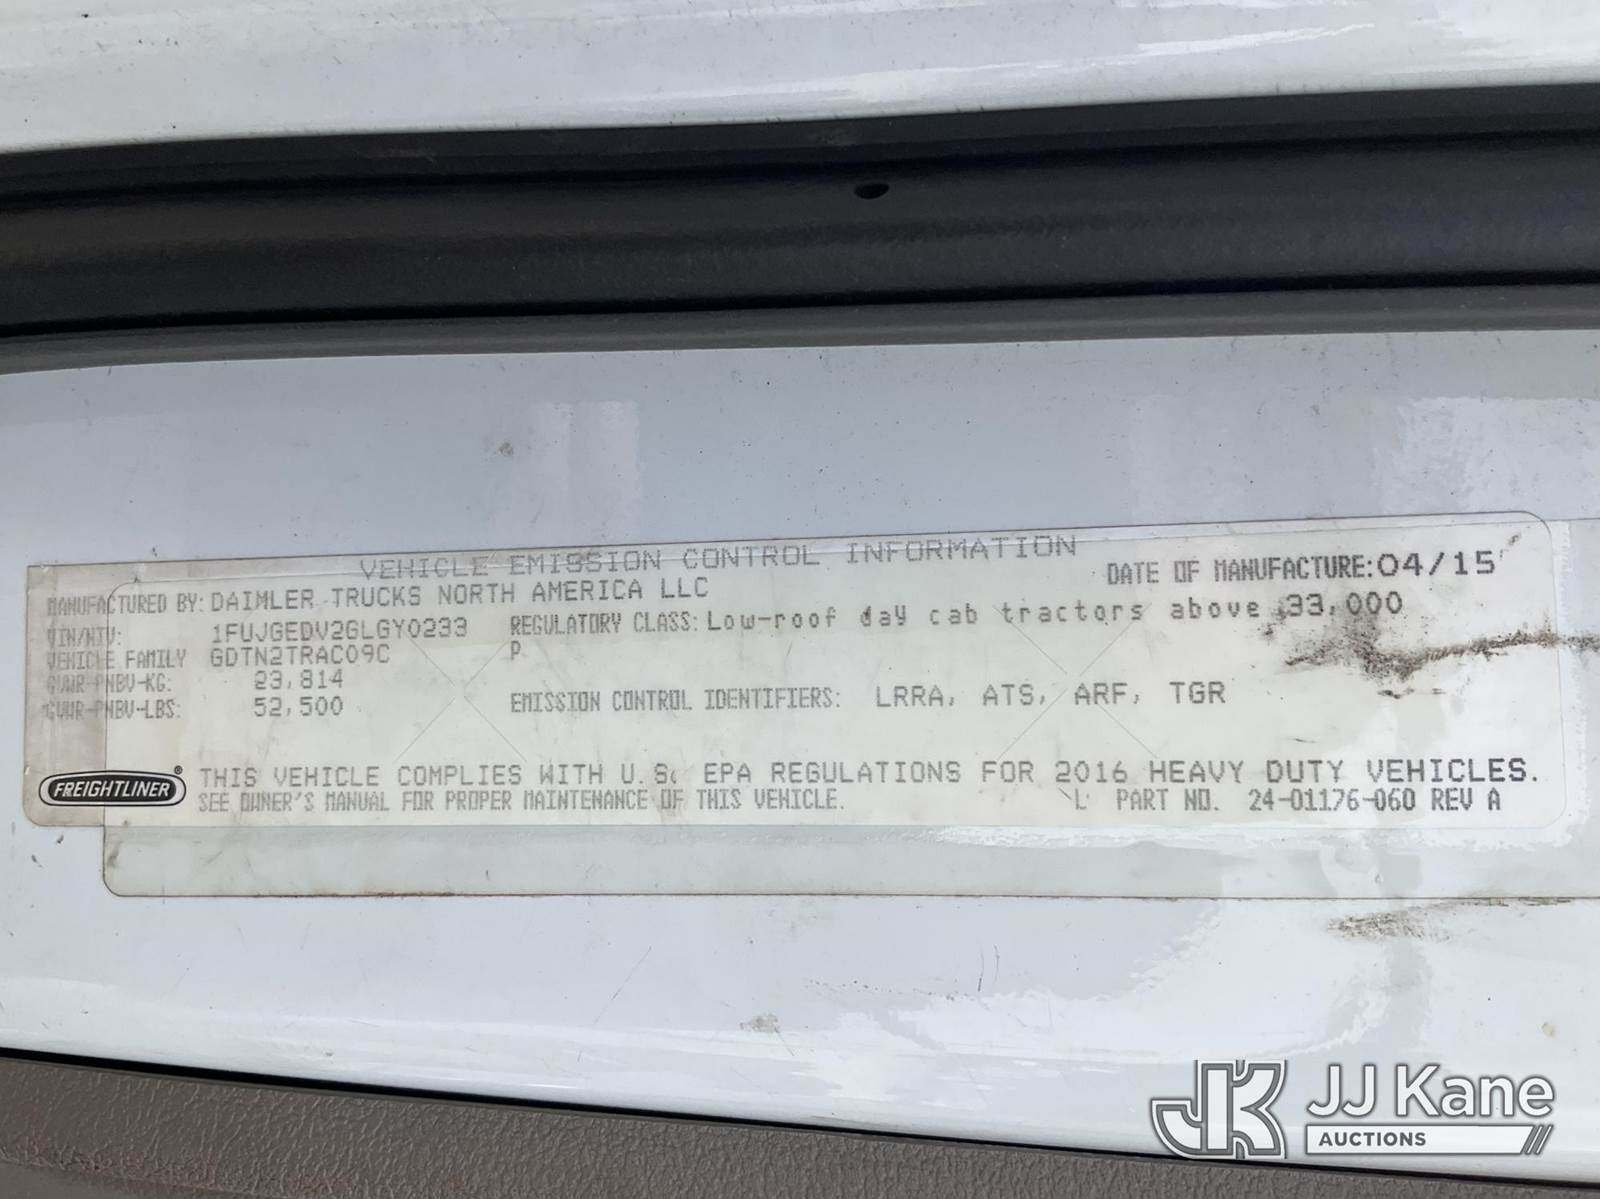 VEHICLE EMISSION CONTROL INFORMATION
MANUFACTURED BY: DAIMLER TRUCKS NORTH AMERICA LLC DATE OF MANUFACTURE: 04/15
VIN/NIV: 1FUJGEDV2GLGY0233 REGULATORY CLASS: Low-roof day cab tractors above 33,000
VEHICLE FAMILY GDTN2TRAC09C P
GVWR-PNBV-KG: 23,814
GVWR-PNBV-LBS: 52,500 EMISSION CONTROL IDENTIFIERS: LRRA, ATS, ARF, TGR
FREIGHTLINER® THIS VEHICLE COMPLIES WITH U.S. EPA REGULATIONS FOR 2016 HEAVY DUTY VEHICLES.
SEE OWNER'S MANUAL FOR PROPER MAINTENANCE OF THIS VEHICLE. PART NO. 24-01176-060 REV A
JK JJ Kane
AUCTIONS